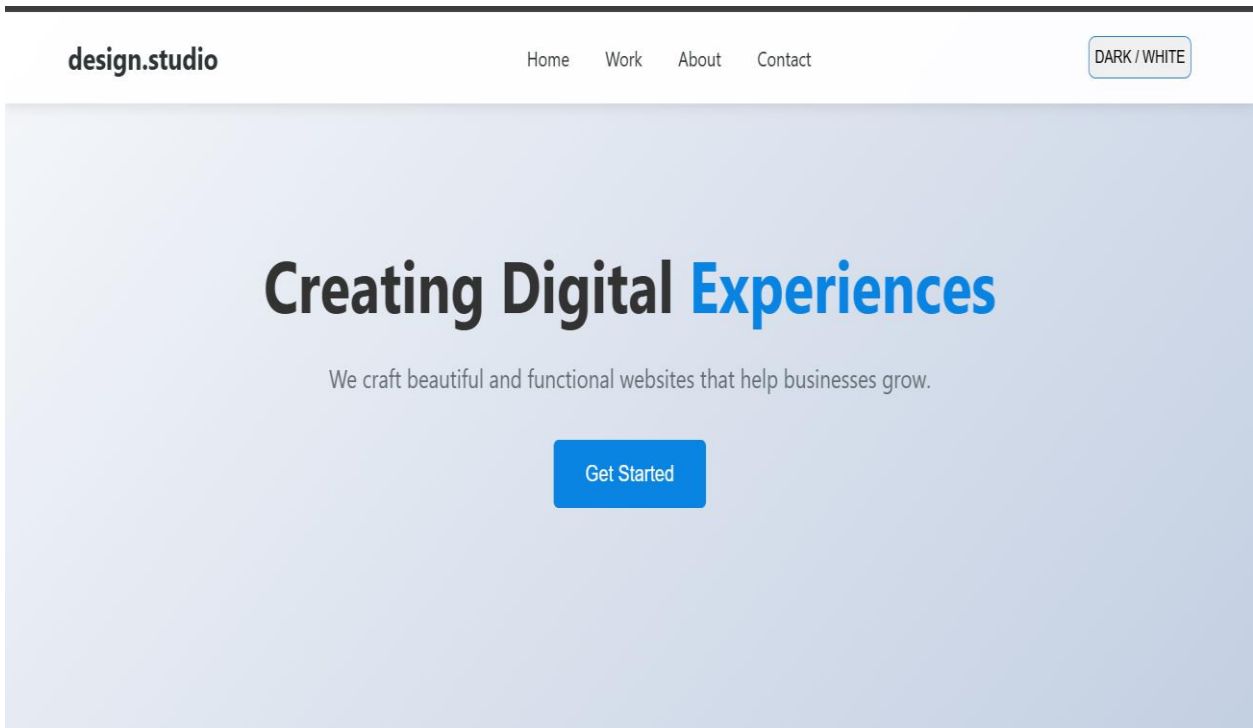 design.studio
Home Work About Contact
DARK / WHITE
Creating Digital Experiences
We craft beautiful and functional websites that help businesses grow.
Get Started